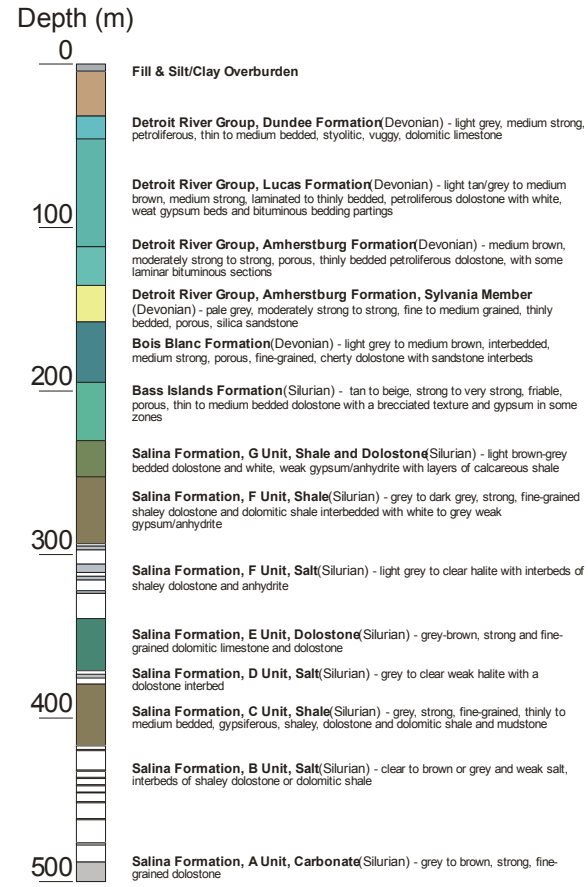 Depth (m)
0
Fill & Silt/Clay Overburden
Detroit River Group, Dundee Formation(Devonian) - light grey, medium strong,
petroliferous, thin to medium bedded, styolitic, vuggy, dolomitic limestone
Detroit River Group, Lucas Formation(Devonian) - light tan/grey to medium
brown, medium strong, laminated to thinly bedded, petroliferous dolostone with white,
weat gypsum beds and bituminous bedding partings
100
Detroit River Group, Amherstburg Formation(Devonian) - medium brown,
moderately strong to strong, porous, thinly bedded petroliferous dolostone, with some
laminar bituminous sections
Detroit River Group, Amherstburg Formation, Sylvania Member
(Devonian) - pale grey, moderately strong to strong, fine to medium grained, thinly
bedded, porous, silica sandstone
Bois Blanc Formation(Devonian) - light grey to medium brown, interbedded,
medium strong, porous, fine-grained, cherty dolostone with sandstone interbeds
200
Bass Islands Formation(Silurian) - tan to beige, strong to very strong, friable,
porous, thin to medium bedded dolostone with a brecciated texture and gypsum in some
zones
Salina Formation, G Unit, Shale and Dolostone(Silurian) - light brown-grey
bedded dolostone and white, weak gypsum/anhydrite with layers of calcareous shale
Salina Formation, F Unit, Shale(Silurian) - grey to dark grey, strong, fine-grained
shaley dolostone and dolomitic shale interbedded with white to grey weak
gypsum/anhydrite
300
Salina Formation, F Unit, Salt(Silurian) - light grey to clear halite with interbeds of
shaley dolostone and anhydrite
Salina Formation, E Unit, Dolostone(Silurian) - grey-brown, strong and fine-
grained dolomitic limestone and dolostone
Salina Formation, D Unit, Salt(Silurian) - grey to clear weak halite with a
dolostone interbed
400
Salina Formation, C Unit, Shale(Silurian) - grey, strong, fine-grained, thinly to
medium bedded, gypsiferous, shaley, dolostone and dolomitic shale and mudstone
Salina Formation, B Unit, Salt(Silurian) - clear to brown or grey and weak salt,
interbeds of shaley dolostone or dolomitic shale
500
Salina Formation, A Unit, Carbonate(Silurian) - grey to brown, strong, fine-
grained dolostone